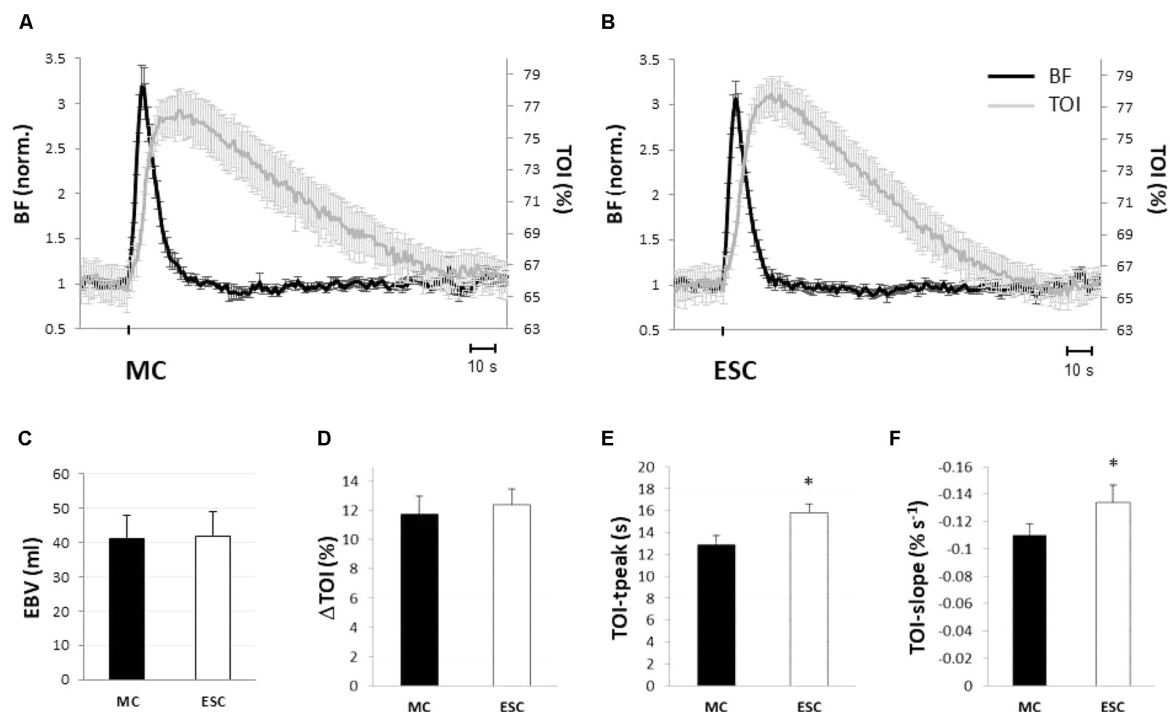 A
BF (norm.)
3.5
3
2.5
2
1.5
1
0.5
TOI (%)
79
77
75
73
71
69
67
65
63
MC
10 s
B
BF (norm.)
3.5
3
2.5
2
1.5
1
0.5
BF
TOI
TOI (%)
79
77
75
73
71
69
67
65
63
ESC
10 s
C
EBV (ml)
60
50
40
30
20
10
0
MC ESC
D
Δ TOI (%)
14
12
10
8
6
4
2
0
MC ESC
E
TOI-tpeak (s)
20
18
16
14
12
10
8
6
4
2
0
*
MC ESC
F
TOI-slope (% s-1)
-0.16
-0.14
-0.12
-0.1
-0.08
-0.06
-0.04
-0.02
0
*
MC ESC